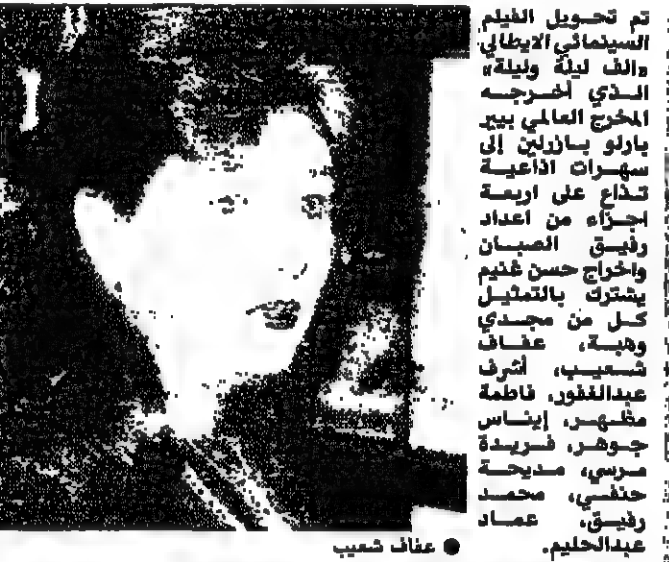 تم تحويل الفيلم
السينمائي الايطالي
«الف ليلة وليلة»
الذي أخرجه
المخرج العالمي بيير
بارلو بازرلين إلى
سهرات اذاعية
تذاع على اربعة
اجزاء من اعداد
رفيق الصبان
واخراج حسن غنيم
يشترك بالتمثيل
كل من مجدي
وهبة، عفاف
شعيب، أشرف
عبدالغفور، فاطمة
مظهر، إيناس
جوهر، فريدة
مرسي، مديحة
حنفي، محمد
رفيق، عماد
عبدالحليم.
● عفاف شعيب